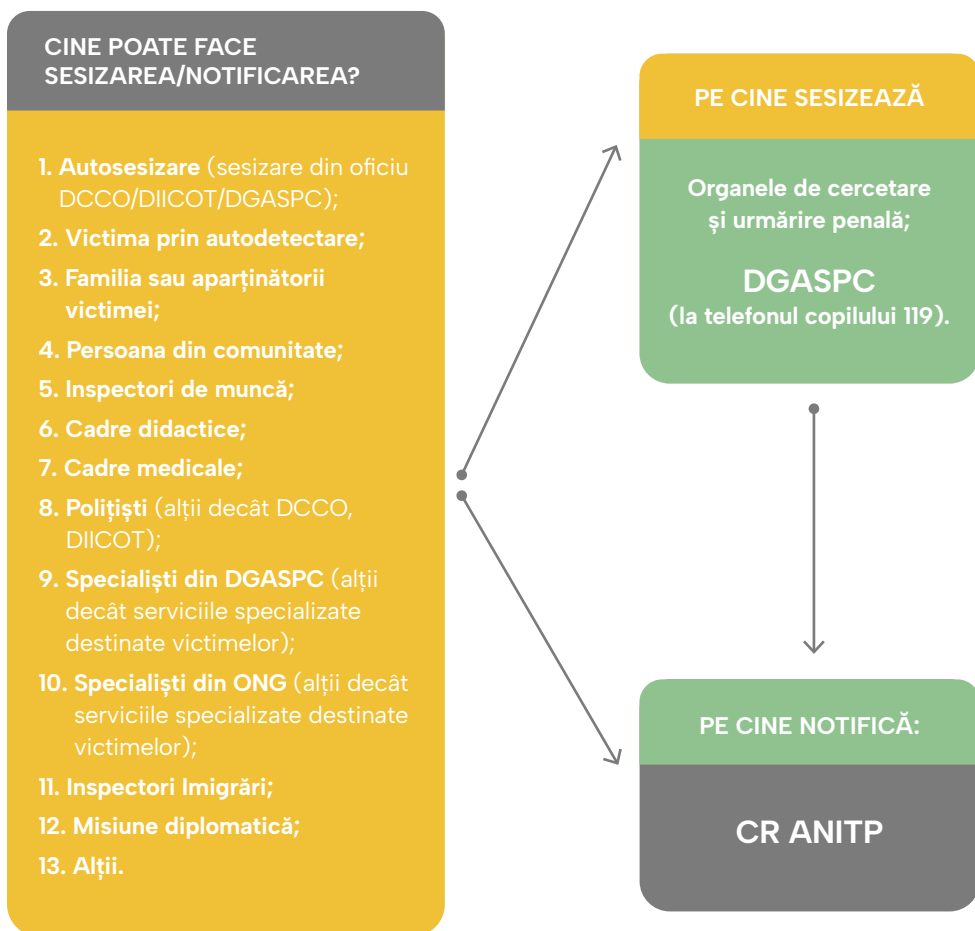 CINE POATE FACE
SESIZAREA/NOTIFICAREA?
1. Autosesizare (sesizare din oficiu
DCCO/DIICOT/DGASPC);
2. Victima prin autodetectare;
3. Familia sau aparținătorii
victimei;
4. Persoana din comunitate;
5. Inspectori de muncă;
6. Cadre didactice;
7. Cadre medicale;
8. Polițiști (alții decât DCCO,
DIICOT);
9. Specialiști din DGASPC (alții
decât serviciile specializate
destinate victimelor);
10. Specialiști din ONG (alții decât
serviciile specializate destinate
victimelor);
11. Inspectori Imigrări;
12. Misiune diplomatică;
13. Alții.
PE CINE SESIZEAZĂ
Organele de cercetare
și urmărire penală;
DGASPC
(la telefonul copilului 119).
PE CINE NOTIFICĂ:
CR ANITP